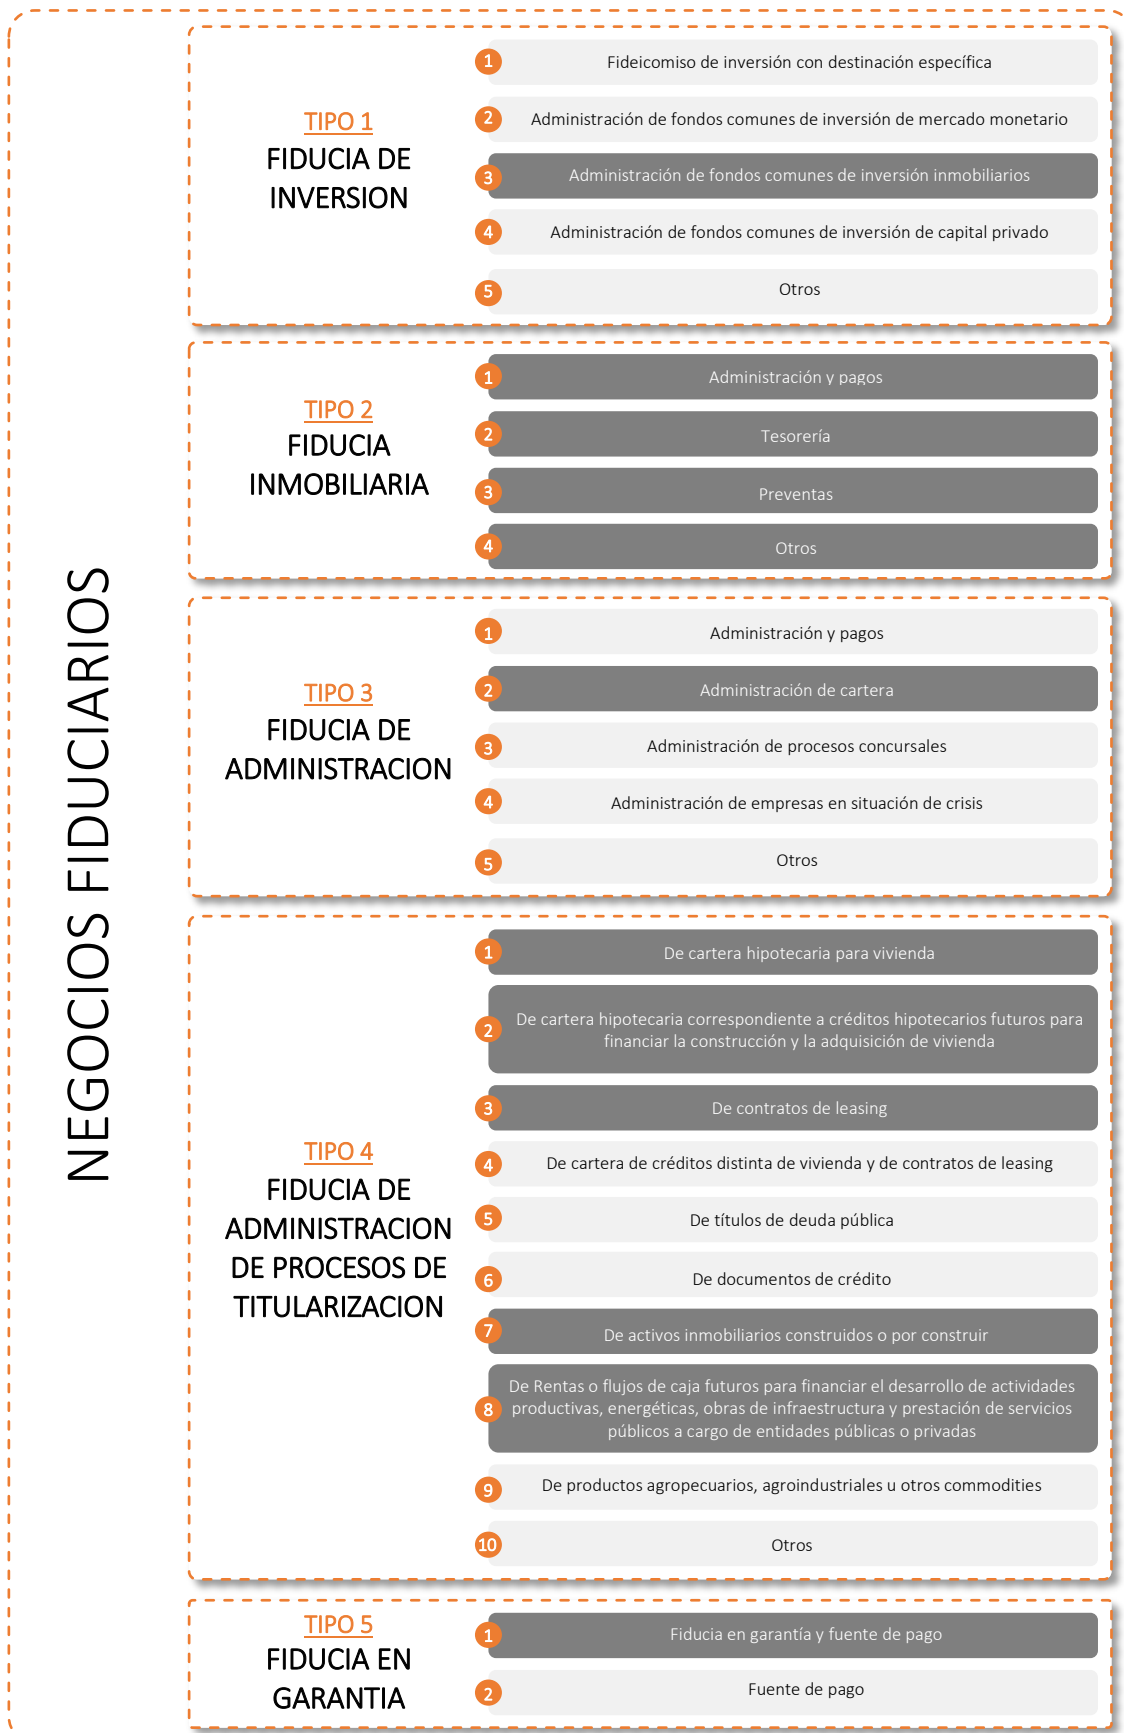 NEGOCIOS FIDUCIARIOS
TIPO 1
FIDUCIA DE
INVERSION
1 Fideicomiso de inversión con destinación específica
2 Administración de fondos comunes de inversión de mercado monetario
3 Administración de fondos comunes de inversión inmobiliarios
4 Administración de fondos comunes de inversión de capital privado
5 Otros
TIPO 2
FIDUCIA
INMOBILIARIA
1 Administración y pagos
2 Tesorería
3 Preventas
4 Otros
TIPO 3
FIDUCIA DE
ADMINISTRACION
1 Administración y pagos
2 Administración de cartera
3 Administración de procesos concursales
4 Administración de empresas en situación de crisis
5 Otros
TIPO 4
FIDUCIA DE
ADMINISTRACION
DE PROCESOS DE
TITULARIZACION
1 De cartera hipotecaria para vivienda
2 De cartera hipotecaria correspondiente a créditos hipotecarios futuros para
financiar la construcción y la adquisición de vivienda
3 De contratos de leasing
4 De cartera de créditos distinta de vivienda y de contratos de leasing
5 De títulos de deuda pública
6 De documentos de crédito
7 De activos inmobiliarios construidos o por construir
8 De Rentas o flujos de caja futuros para financiar el desarrollo de actividades
productivas, energéticas, obras de infraestructura y prestación de servicios
públicos a cargo de entidades públicas o privadas
9 De productos agropecuarios, agroindustriales u otros commodities
10 Otros
TIPO 5
FIDUCIA EN
GARANTIA
1 Fiducia en garantía y fuente de pago
2 Fuente de pago